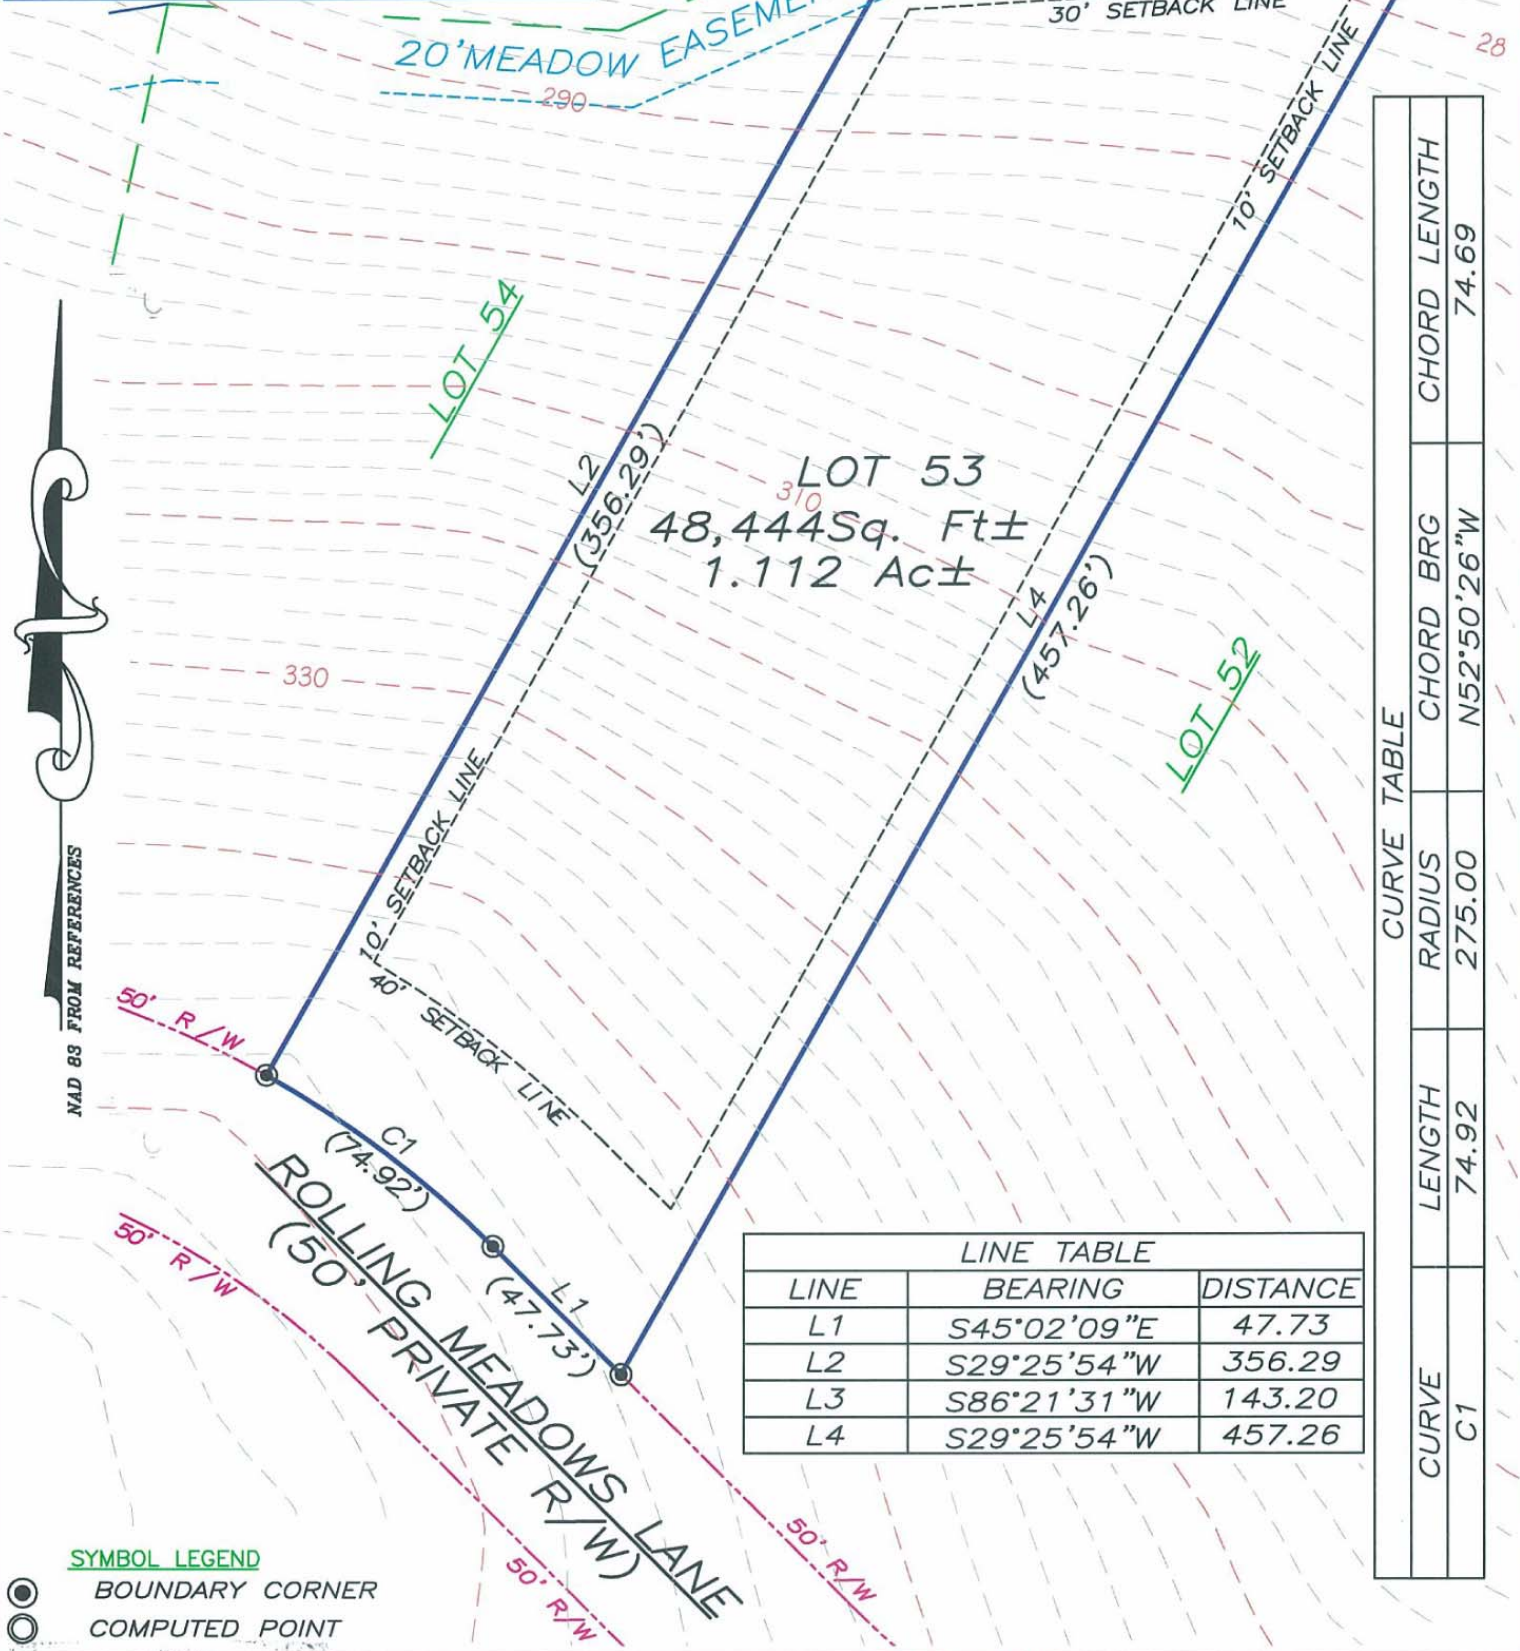 30' SETBACK LINE
20' MEADOW
290
28
10' SETBACK LINE
LOT 54
L2
(356.29')
LOT 53
310
48,444Sq. Ft±
1.112 Ac±
L4
(457.26')
LOT 52
330
10' SETBACK LINE
40' SETBACK LINE
NAD 83 FROM REFERENCES
50' R/W
C1
(74.92')
L1
(47.73')
ROLLING MEADOWS LANE
(50' PRIVATE R/W)
50' R/W
50' R/W
50' R/W
LINE TABLE
LINE BEARING DISTANCE
L1 S45°02'09"E 47.73
L2 S29°25'54"W 356.29
L3 S86°21'31"W 143.20
L4 S29°25'54"W 457.26
CURVE TABLE
CURVE LENGTH RADIUS CHORD BRG CHORD LENGTH
C1 74.92 275.00 N52°50'26"W 74.69
SYMBOL LEGEND
BOUNDARY CORNER
COMPUTED POINT